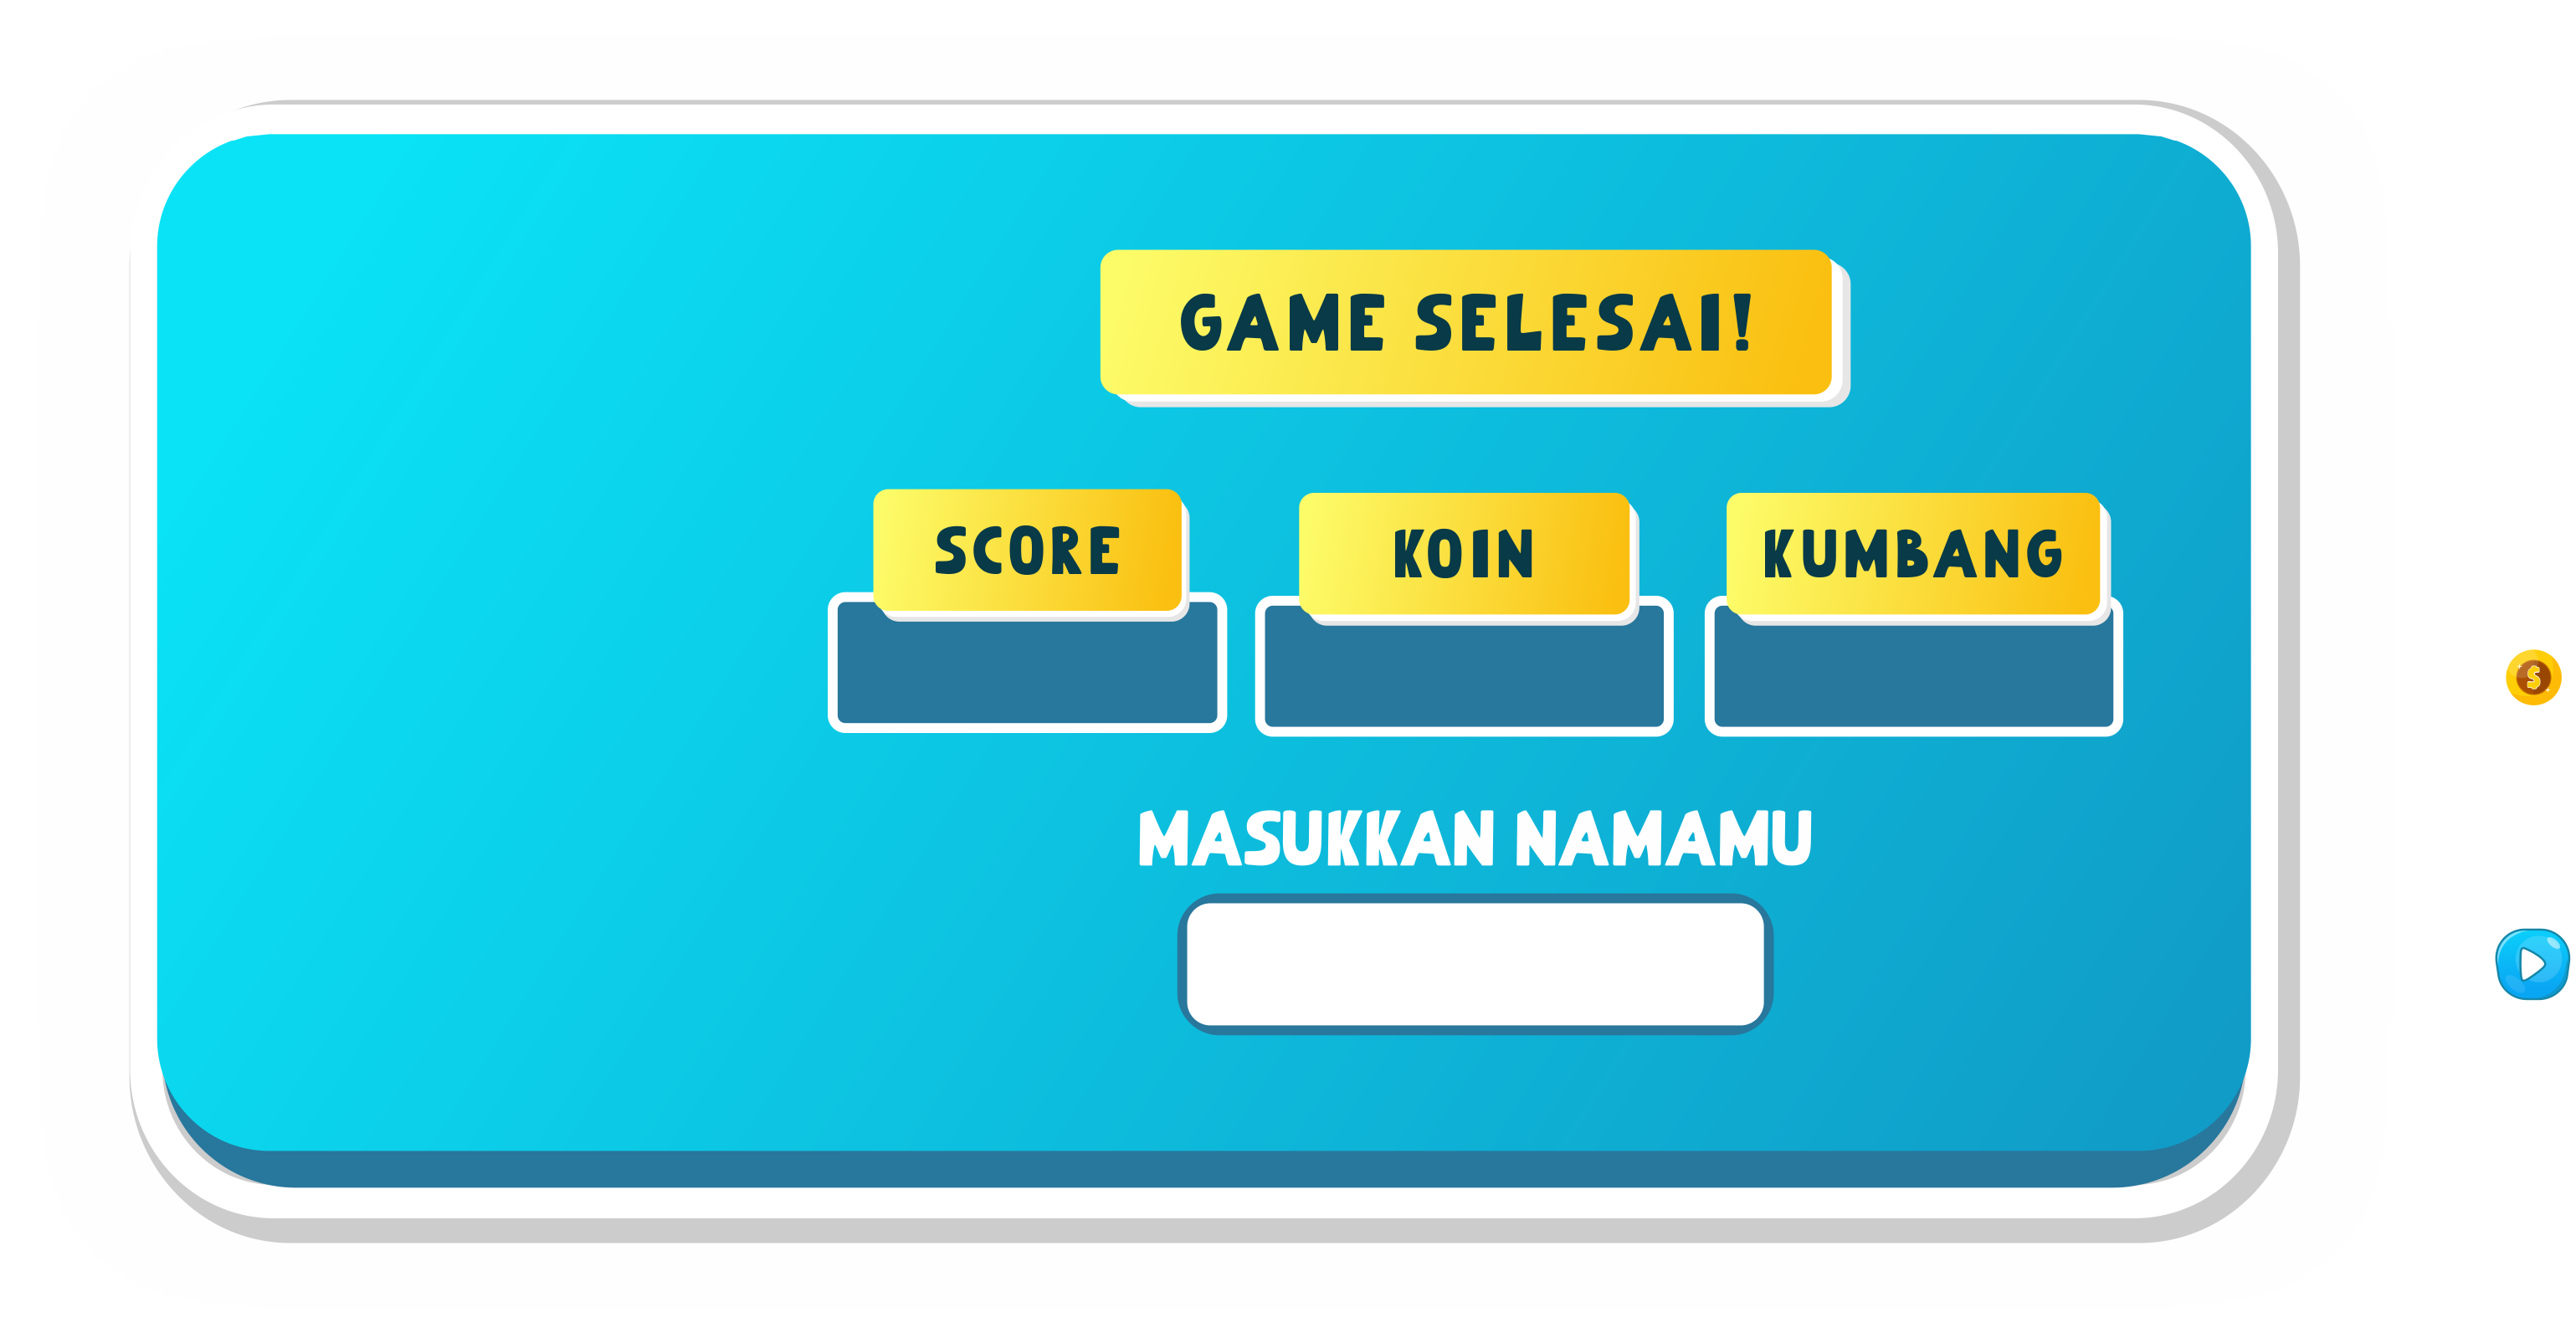 GAME SELESAI!
SCORE
KOIN
KUMBANG
MASUKKAN NAMAMU
$